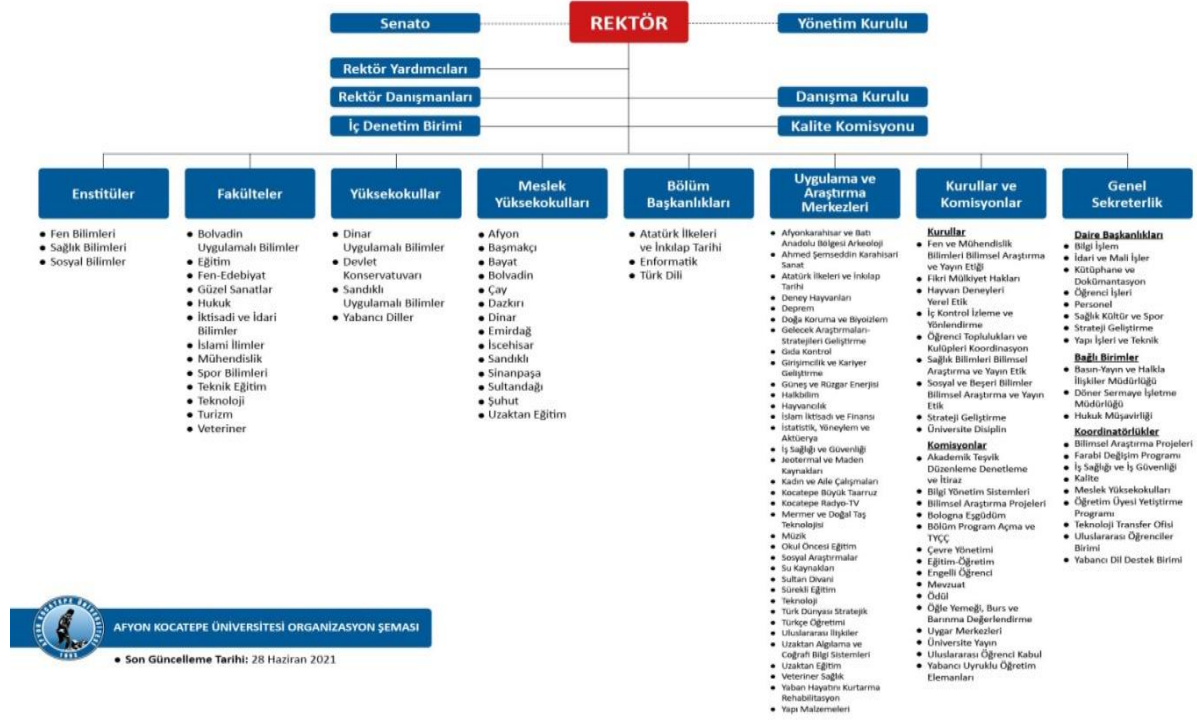 Senato
REKTÖR
Yönetim Kurulu
Rektör Yardımcıları
Rektör Danışmanları
Danışma Kurulu
İç Denetim Birimi
Kalite Komisyonu
Enstitüler
● Fen Bilimleri
● Sağlık Bilimleri
● Sosyal Bilimler
Fakülteler
● Bolvadin
Uygulamalı Bilimler
● Eğitim
● Fen-Edebiyat
● Güzel Sanatlar
● Hukuk
● İktisadi ve İdari
Bilimler
● İslami İlimler
● Mühendislik
● Spor Bilimleri
● Teknik Eğitim
● Teknoloji
● Turizm
● Veteriner
Yüksekokullar
● Dinar
Uygulamalı Bilimler
● Devlet
Konservatuvarı
● Sandıklı
Uygulamalı Bilimler
● Yabancı Diller
Meslek
Yüksekokulları
● Afyon
● Başmakçı
● Bayat
● Bolvadin
● Çay
● Dazkırı
● Dinar
● Emirdağ
● İscehisar
● Sandıklı
● Sinanpaşa
● Sultandağı
● Şuhut
● Uzaktan Eğitim
Bölüm
Başkanlıkları
● Atatürk İlkeleri
ve İnkılap Tarihi
● Enformatik
● Türk Dili
Uygulama ve
Araştırma
Merkezleri
● Afyonkarahisar ve Batı
Anadolu Bölgesi Arkeoloji
● Ahmed Şemseddin Karahisari
Sanat
● Atatürk İlkeleri ve İnkılap
Tarihi
● Deney Hayvanları
● Deprem
● Doğa Koruma ve Biyoizlem
● Gelecek Araştırmaları-
Stratejileri Geliştirme
● Gıda Kontrol
● Girişimcilik ve Kariyer
Geliştirme
● Güneş ve Rüzgar Enerjisi
● Halkbilim
● Hayvancılık
● İslam İktisadı ve Finansı
● İstatistik, Yöneylem ve
Aktüerya
● İş Sağlığı ve Güvenliği
● Jeotermal ve Maden
Kaynakları
● Kadın ve Aile Çalışmaları
● Kocatepe Büyük Taarruz
● Kocatepe Radyo-TV
● Mermer ve Doğal Taş
Teknolojisi
● Müzik
● Okul Öncesi Eğitim
● Sosyal Araştırmalar
● Su Kaynakları
● Sultan Divani
● Sürekli Eğitim
● Teknoloji
● Türk Dünyası Stratejik
● Türkçe Öğretimi
● Uluslararası İlişkiler
● Uzaktan Algılama ve
Coğrafi Bilgi Sistemleri
● Uzaktan Eğitim
● Veteriner Sağlık
● Yaban Hayatını Kurtarma
Rehabilitasyon
● Yapı Malzemeleri
Kurullar ve
Komisyonlar
Kurullar
● Fen ve Mühendislik
Bilimleri Bilimsel Araştırma
ve Yayın Etiği
● Fikri Mülkiyet Hakları
● Hayvan Deneyleri
Yerel Etik
● İç Kontrol İzleme ve
Yönlendirme
● Öğrenci Toplulukları ve
Kulüpleri Koordinasyon
● Sağlık Bilimleri Bilimsel
Araştırma ve Yayın Etik
● Sosyal ve Beşeri Bilimler
Bilimsel Araştırma ve Yayın
Etik
● Strateji Geliştirme
● Üniversite Disiplin
Komisyonlar
● Akademik Teşvik
Düzenleme Denetleme
ve İtiraz
● Bilgi Yönetim Sistemleri
● Bilimsel Araştırma Projeleri
● Bologna Eşgüdüm
● Bölüm Program Açma ve
TYÇÇ
● Çevre Yönetimi
● Eğitim-Öğretim
● Engelli Öğrenci
● Mevzuat
● Ödül
● Öğle Yemeği, Burs ve
Barınma Değerlendirme
● Uygar Merkezleri
● Üniversite Yayın
● Uluslararası Öğrenci Kabul
● Yabancı Uyruklu Öğretim
Elemanları
Genel
Sekreterlik
Daire Başkanlıkları
● Bilgi İşlem
● İdari ve Mali İşler
● Kütüphane ve
Dokümantasyon
● Öğrenci İşleri
● Personel
● Sağlık Kültür ve Spor
● Strateji Geliştirme
● Yapı İşleri ve Teknik
Bağlı Birimler
● Basın-Yayın ve Halkla
İlişkiler Müdürlüğü
● Döner Sermaye İşletme
Müdürlüğü
● Hukuk Müşavirliği
Koordinatörlükler
● Bilimsel Araştırma Projeleri
● Farabi Değişim Programı
● İş Sağlığı ve İş Güvenliği
● Kalite
● Meslek Yüksekokulları
● Öğretim Üyesi Yetiştirme
Programı
● Teknoloji Transfer Ofisi
● Uluslararası Öğrenciler
Birimi
● Yabancı Dil Destek Birimi
AFYON KOCATEPE ÜNİVERSİTESİ
1992
AFYON KOCATEPE ÜNİVERSİTESİ ORGANİZASYON ŞEMASI
● Son Güncelleme Tarihi: 28 Haziran 2021